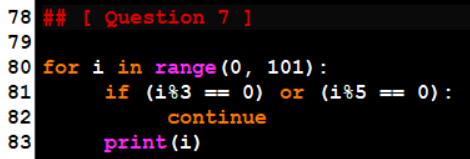 78 ## [ Question 7 ]
79
80 for i in range(0, 101):
81     if (i%3 == 0) or (i%5 == 0):
82         continue
83     print(i)